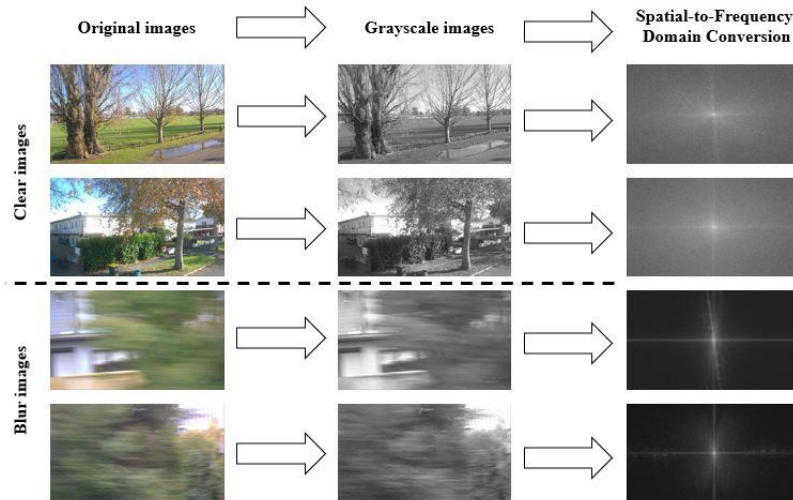 Original images
Grayscale images
Spatial-to-Frequency
Domain Conversion
Clear images
Blur images